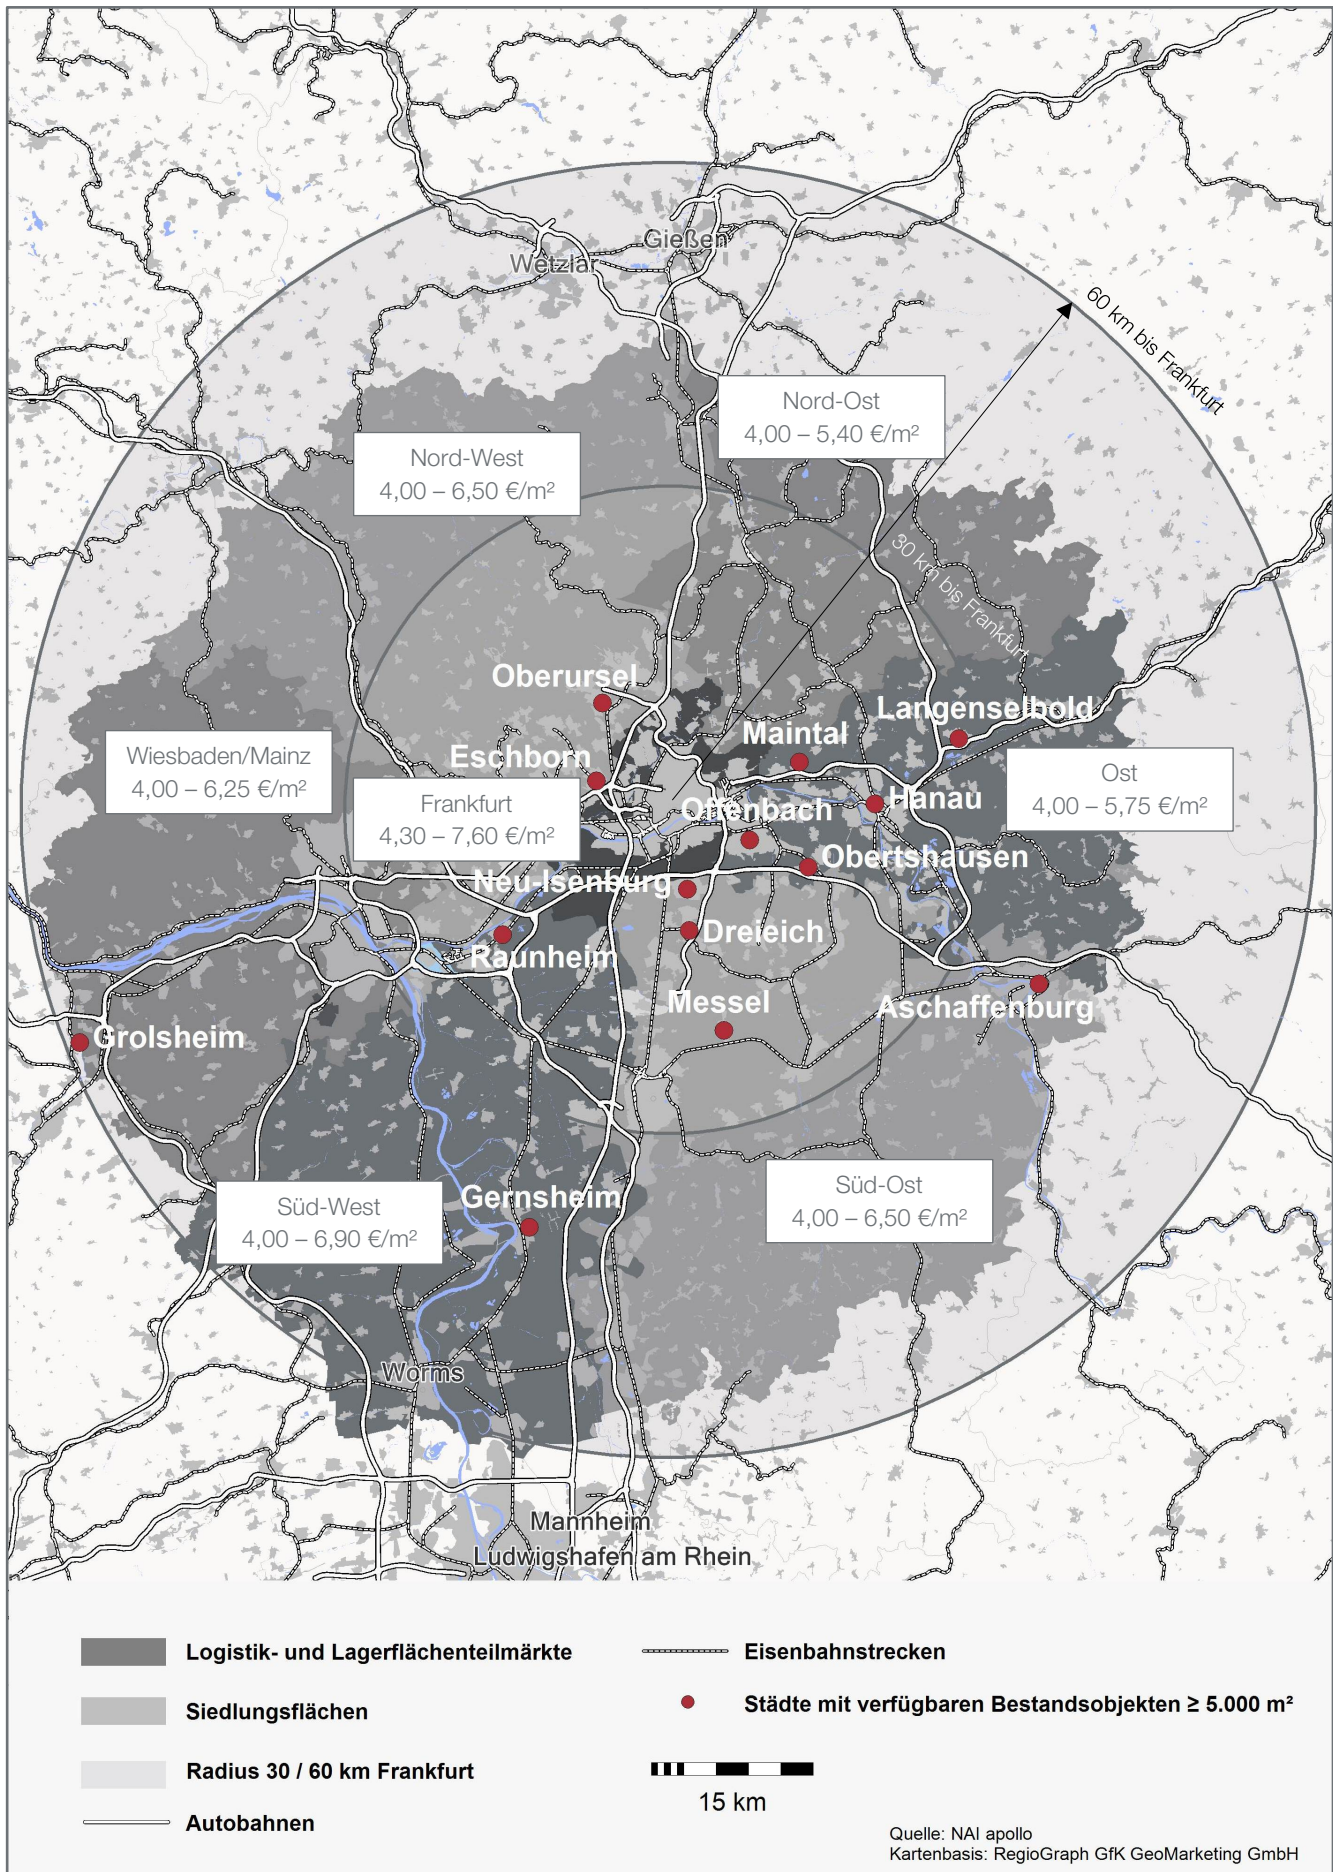 Gießen
Wetzlar
60 km bis Frankfurt
Nord-Ost
4,00 – 5,40 €/m²
Nord-West
4,00 – 6,50 €/m²
30 km bis Frankfurt
Oberursel
Langenselbold
Maintal
Eschborn
Wiesbaden/Mainz
4,00 – 6,25 €/m²
Ost
4,00 – 5,75 €/m²
Frankfurt
4,30 – 7,60 €/m²
Hanau
Offenbach
Obertshausen
Neu-Isenburg
Dreieich
Raunheim
Messel
Aschaffenburg
Grolsheim
Süd-Ost
4,00 – 6,50 €/m²
Gernsheim
Süd-West
4,00 – 6,90 €/m²
Worms
Mannheim
Ludwigshafen am Rhein
Logistik- und Lagerflächenteilmärkte
Siedlungsflächen
Radius 30 / 60 km Frankfurt
Autobahnen
Eisenbahnstrecken
Städte mit verfügbaren Bestandsobjekten ≥ 5.000 m²
15 km
Quelle: NAI apollo
Kartenbasis: RegioGraph GfK GeoMarketing GmbH